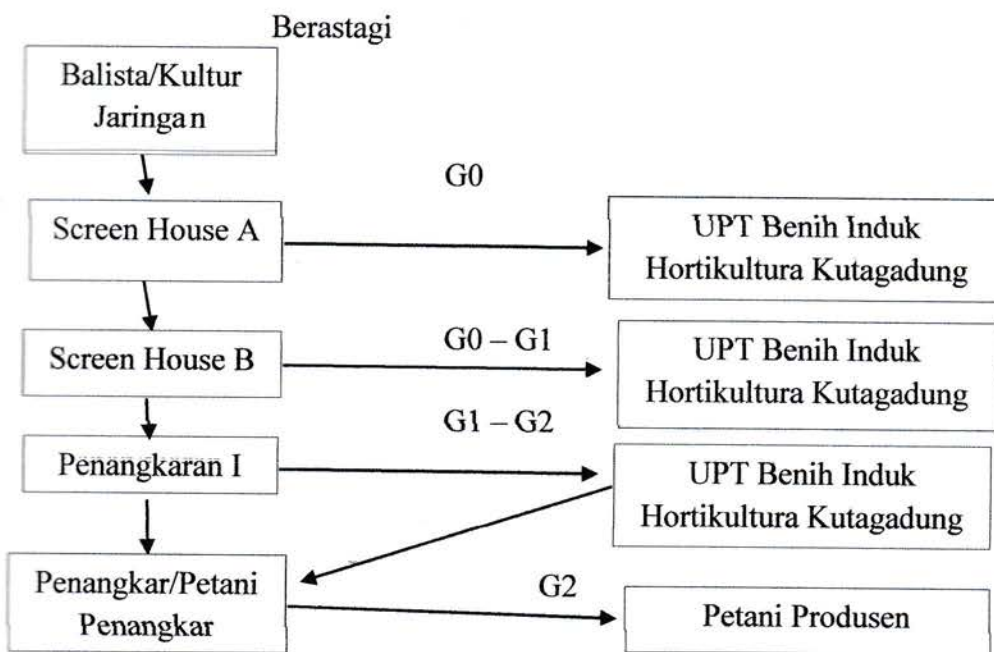 Berastagi
Balista/Kultur
Jaringan
G0
Screen House A
UPT Benih Induk
Hortikultura Kutagadung
Screen House B
G0 – G1
UPT Benih Induk
Hortikultura Kutagadung
G1 – G2
Penangkaran I
UPT Benih Induk
Hortikultura Kutagadung
Penangkar/Petani
Penangkar
G2
Petani Produsen